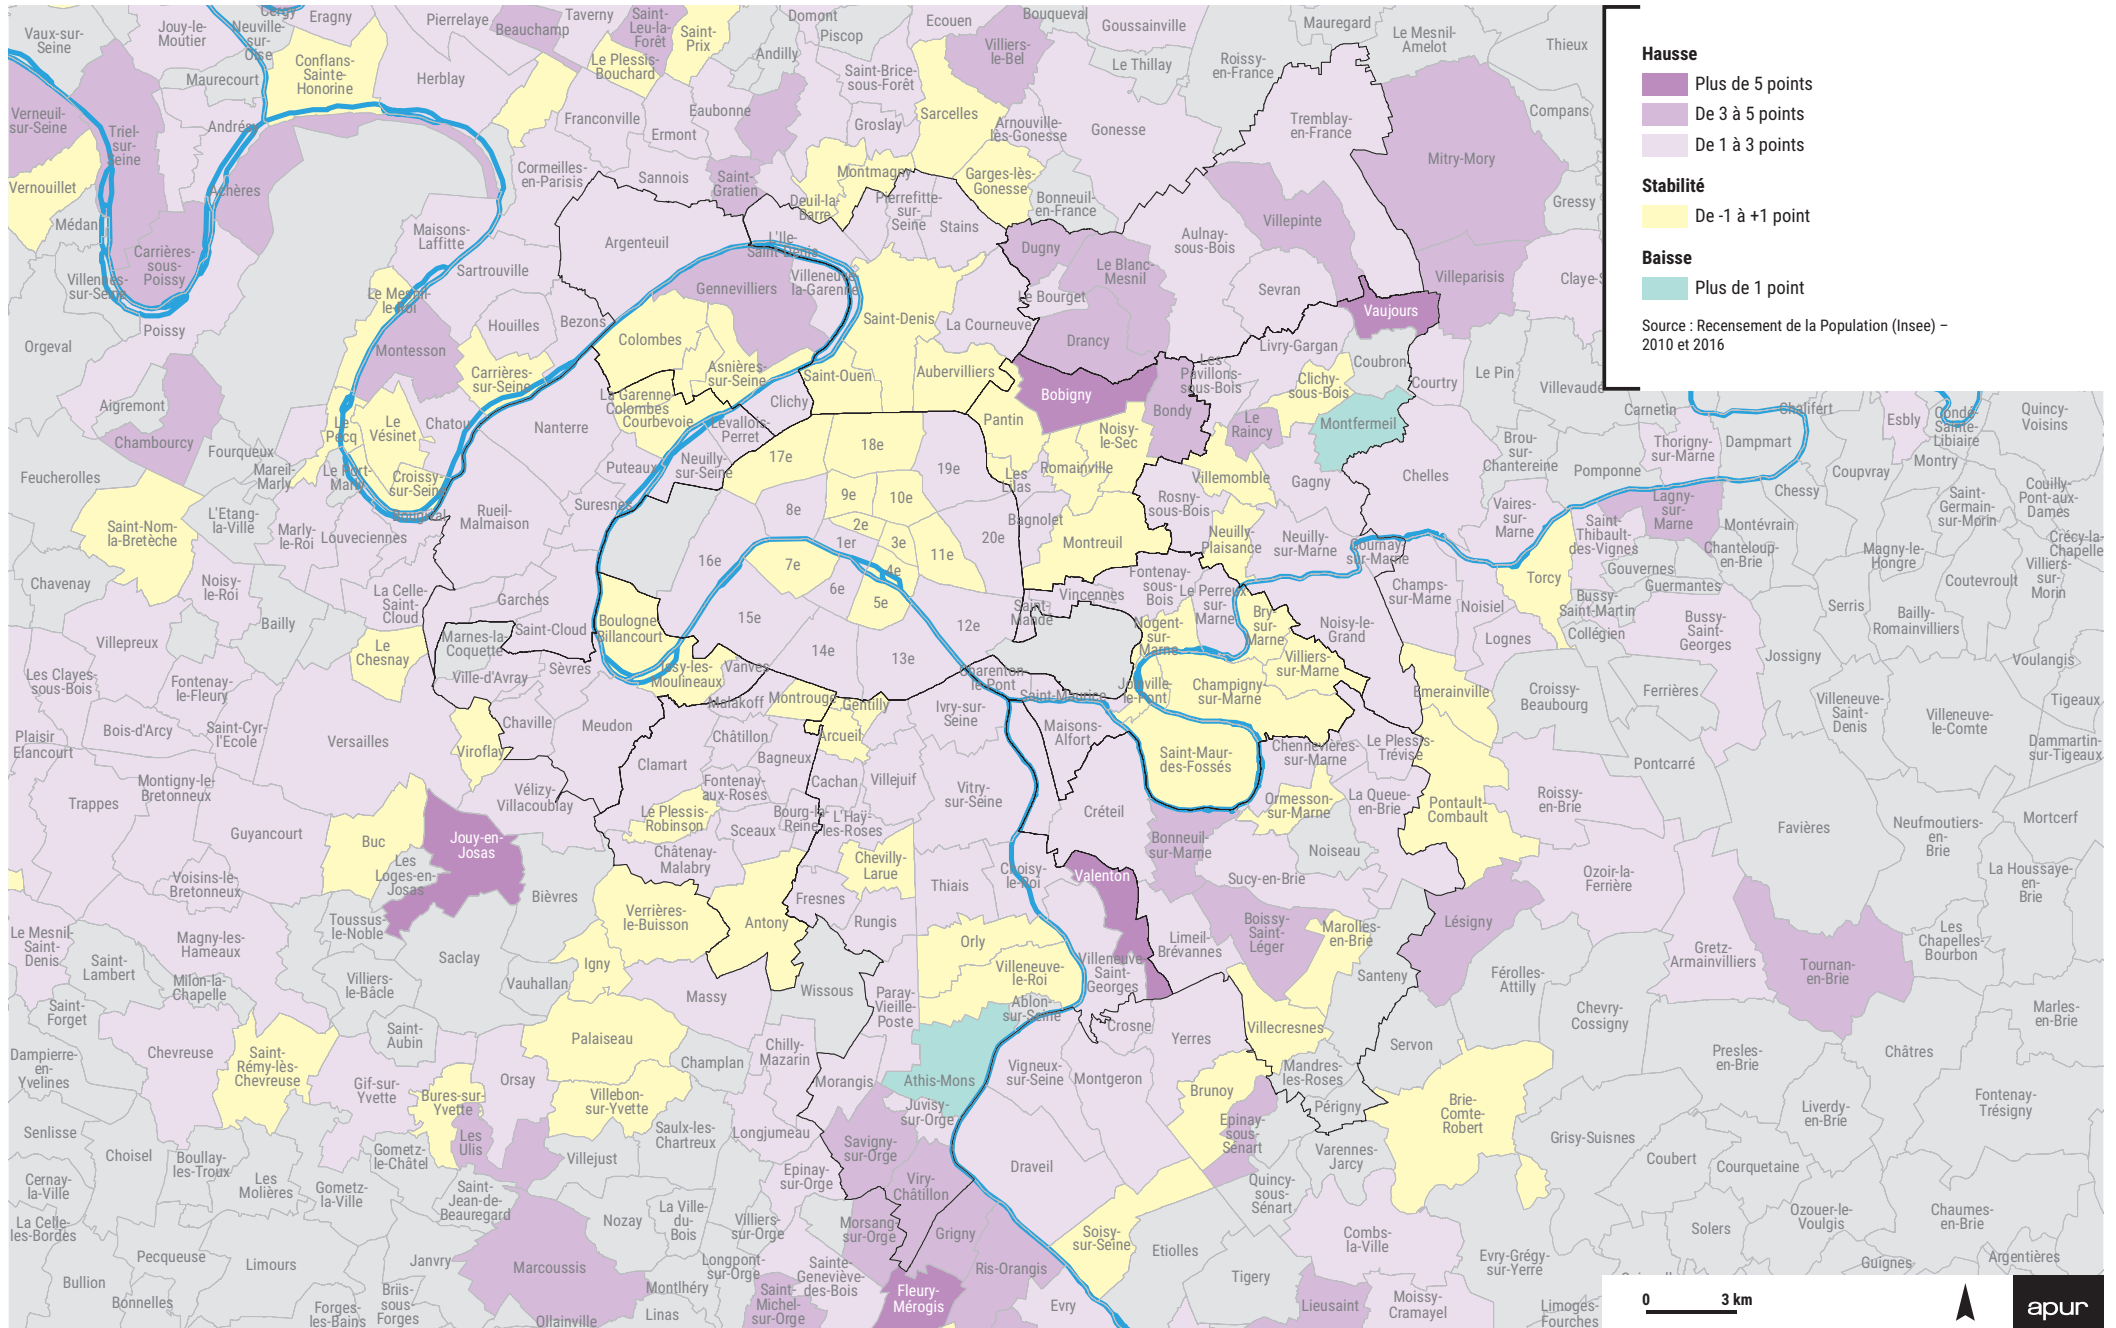 Hausse
Plus de 5 points
De 3 à 5 points
De 1 à 3 points
Stabilité
De -1 à +1 point
Baisse
Plus de 1 point
Source : Recensement de la Population (Insee) –
2010 et 2016
Vaux-sur-
Seine
Jouy-le-
Moutier
Cergy
Neuville-
sur-
Oise
Eragny
Conflans-
Sainte-
Honorine
Maurecourt
Pierrelaye
Herblay
Beauchamp
Taverny
Saint-
Leu-la-
Forêt
Le Plessis-
Bouchard
Saint-
Prix
Domont
Piscop
Andilly
Ecouen
Bouqueval
Villiers-
le-Bel
Goussainville
Le Thillay
Roissy-
en-France
Mauregard
Le Mesnil-
Amelot
Thieux
Compans
Verneuil-
sur-Seine
Triel-
sur-
Seine
Andrésy
Franconville
Ermont
Eaubonne
Saint-Brice-
sous-Forêt
Groslay
Sarcelles
Arnouville-
lès-Gonesse
Gonesse
Tremblay-
en-France
Mitry-Mory
Gressy
Vernouillet
Achères
Cormeilles-
en-Parisis
Sannois
Saint-
Gratien
Montmagny
Deuil-la-
Barre
Garges-lès-
Gonesse
Bonneuil-
en-France
Pierrefitte-
sur-
Seine
Stains
Médan
Carrières-
sous-
Poissy
Villennes-
sur-Seine
Maisons-
Laffitte
Sartrouville
Argenteuil
L'Ile-
Saint-Denis
Villeneuve-
la-Garenne
Gennevilliers
Dugny
Le Blanc-
Mesnil
Le Bourget
Aulnay-
sous-Bois
Villepinte
Sevran
Villeparisis
Vaujours
Poissy
Orgeval
Le Mesnil-
le-Roi
Montesson
Houilles
Bezons
Colombes
Asnières-
sur-Seine
Saint-Denis
La Courneuve
Drancy
Livry-Gargan
Coubron
Courtry
Le Pin
Villevaudé
Aigremont
Chambourcy
Carrières-
sur-Seine
La Garenne-
Colombes
Courbevoie
Saint-Ouen
Aubervilliers
Bobigny
Les
Pavillons-
sous-Bois
Clichy-
sous-Bois
Montfermeil
Bondy
Le
Raincy
Fourqueux
Feucherolles
Mareil-
Marly
Le
Pecq
Le
Vésinet
Chatou
Croissy-
sur-Seine
Le Port-
Marly
Nanterre
Puteaux
Neuilly-
sur-Seine
Levallois-
Perret
Clichy
Pantin
Noisy-
le-Sec
Romainville
Les
Lilas
Villemomble
Gagny
Chelles
Brou-
sur-
Chantereine
Pomponne
Carnetin
Thorigny-
sur-Marne
Dampmart
Chalifert
Esbly
Condé-
Sainte-
Libiaire
Quincy-
Voisins
Montry
Coupvray
Saint-Nom-
la-Bretèche
L'Etang-
la-Ville
Marly-
le-Roi
Louveciennes
Bougival
Rueil-
Malmaison
Suresnes
17e
18e
19e
8e
9e
10e
2e
1er
3e
4e
11e
20e
16e
7e
6e
5e
15e
14e
13e
12e
Bagnolet
Montreuil
Rosny-
sous-Bois
Neuilly-
Plaisance
Neuilly-
sur-Marne
Gournay-
sur-Marne
Vaires-
sur-
Marne
Saint-
Thibault-
des-Vignes
Lagny-
sur-
Marne
Montévrain
Chessy
Saint-
Germain-
sur-Morin
Couilly-
Pont-aux-
Dames
Crécy-la-
Chapelle
Villiers-
sur-
Morin
Chavenay
Noisy-
le-Roi
Bailly
La Celle-
Saint-
Cloud
Garches
Saint-Cloud
Marnes-la-
Coquette
Ville-d'Avray
Sèvres
Boulogne
Billancourt
Issy-les-
Moulineaux
Vanves
Malakoff
Montrouge
Gentilly
Charenton-
le-Pont
Saint-
Mandé
Vincennes
Fontenay-
sous-
Bois
Le Perreux-
sur-
Marne
Nogent-
sur-
Marne
Bry-
sur-
Marne
Noisy-le-
Grand
Champs-
sur-Marne
Noisiel
Lognes
Torcy
Bussy-
Saint-Martin
Collégien
Gouvernes
Guermantes
Chanteloup-
en-Brie
Magny-le-
Hongre
Coutevroult
Serris
Bailly-
Romainvilliers
Bussy-
Saint-
Georges
Jossigny
Voulangis
Villepreux
Les Clayes-
sous-Bois
Fontenay-
le-Fleury
Bois-d'Arcy
Saint-Cyr-
l'Ecole
Plaisir
Elancourt
Versailles
Le
Chesnay
Viroflay
Chaville
Meudon
Clamart
Châtillon
Bagneux
Arcueil
Cachan
Villejuif
Ivry-sur-
Seine
Vitry-
sur-Seine
Maisons-
Alfort
Saint-Maurice
Joinville-
le-Pont
Champigny-
sur-Marne
Villiers-
sur-Marne
Saint-Maur-
des-Fossés
Chennevières-
sur-Marne
Le Plessis-
Trévise
Emerainville
Croissy-
Beaubourg
Ferrières
Pontcarré
Villeneuve-
Saint-
Denis
Villeneuve-
le-Comte
Tigeaux
Dammartin-
sur-Tigeaux
Montigny-le-
Bretonneux
Trappes
Guyancourt
Vélizy-
Villacoublay
Buc
Jouy-en-
Josas
Les
Loges-en-
Josas
Toussus-
le-Noble
Bièvres
Le Plessis-
Robinson
Fontenay-
aux-Roses
Sceaux
Bourg-la-
Reine
L'Haÿ-
les-Roses
Châtenay-
Malabry
Chevilly-
Larue
Fresnes
Rungis
Thiais
Choisy-
le-Roi
Créteil
Valenton
Bonneuil-
sur-Marne
Ormesson-
sur-Marne
La Queue-
en-Brie
Pontault-
Combault
Roissy-
en-Brie
Favières
Neufmoutiers-
en-
Brie
Mortcerf
La Houssaye-
en-
Brie
Noiseau
Sucy-en-Brie
Boissy-
Saint-
Léger
Marolles-
en-Brie
Ozoir-la-
Ferrière
Lésigny
Voisins-le-
Bretonneux
Magny-les-
Hameaux
Le Mesnil-
Saint-
Denis
Saint-
Lambert
Milon-la-
Chapelle
Saint-
Forget
Villiers-
le-Bâcle
Saclay
Vauhallan
Igny
Verrières-
le-Buisson
Antony
Massy
Wissous
Paray-
Vieille-
Poste
Orly
Villeneuve-
le-Roi
Ablon-
sur-Seine
Villeneuve-
Saint-
Georges
Limeil-
Brévannes
Crosne
Yerres
Villecresnes
Santeny
Mandres-
les-Roses
Servon
Périgny
Férolles-
Attilly
Chevry-
Cossigny
Gretz-
Armainvilliers
Tournan-
en-Brie
Les
Chapelles-
Bourbon
Marles-
en-Brie
Presles-
en-Brie
Châtres
Fontenay-
Trésigny
Liverdy-
en-Brie
Dampierre-
en-
Yvelines
Chevreuse
Saint-
Rémy-lès-
Chevreuse
Saint-
Aubin
Gif-sur-
Yvette
Bures-sur-
Yvette
Orsay
Palaiseau
Villebon-
sur-Yvette
Champlan
Chilly-
Mazarin
Morangis
Athis-Mons
Juvisy-
sur-Orge
Vigneux-
sur-Seine
Montgeron
Brunoy
Epinay-
sous-
Sénart
Draveil
Varennes-
Jarcy
Quincy-
sous-
Sénart
Brie-
Comte-
Robert
Grisy-Suisnes
Coubert
Courquetaine
Solers
Ozouer-le-
Voulgis
Chaumes-
en-Brie
Argentières
Guignes
Senlisse
Choisel
Cernay-
la-Ville
La Celle-
les-Bordes
Boullay-
les-Troux
Les
Molières
Gometz-
la-Ville
Gometz-
le-Châtel
Les
Ulis
Saint-
Jean-de-
Beauregard
Villejust
Saulx-les-
Chartreux
Longjumeau
Epinay-
sur-Orge
Savigny-
sur-Orge
Viry-
Châtillon
Morsang-
sur-Orge
Grigny
Ris-Orangis
Fleury-
Mérogis
Evry
Soisy-
sur-Seine
Etiolles
Tigery
Combs-
la-Ville
Evry-Grégy-
sur-Yerre
Lieusaint
Moissy-
Cramayel
Limoges-
Fourches
Bullion
Bonnelles
Pecqueuse
Limours
Forges-
les-Bains
Briis-
sous-
Forges
Janvry
Marcoussis
Ollainville
Nozay
La Ville-
du-
Bois
Villiers-
sur-Orge
Longpont-
sur-Orge
Montlhéry
Linas
Sainte-
Geneviève-
des-Bois
Saint-
Michel-
sur-Orge
0 3 km
apur